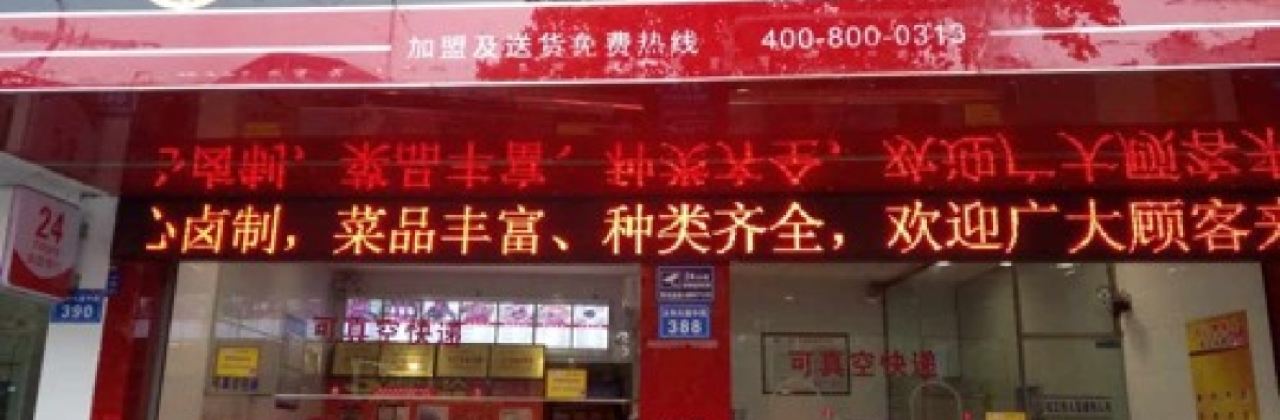 加盟及送货免费热线 400-800-0313
卤制，菜品丰富、种类齐全，欢迎广大顾客
24
390
388
可真空快递
可真空快递